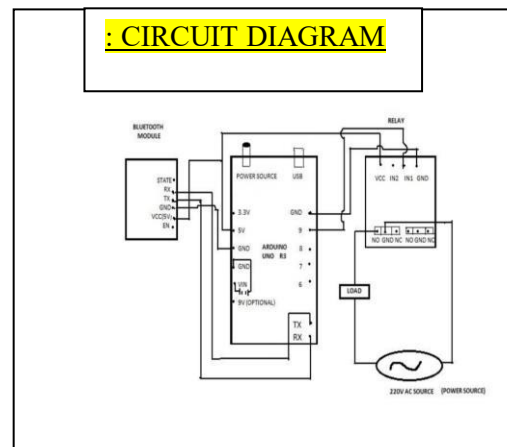 : CIRCUIT DIAGRAM
BLUETOOTH
MODULE
STATE
RX
TX
GND
VCC(5V)
EN
POWER SOURCE
USB
3.3V
5V
GND
GND
VIN
9V (OPTIONAL)
ARDUINO
UNO R3
GND
9
8
7
6
TX
RX
RELAY
VCC IN2 IN1 GND
NO GND NC NO GND NC
LOAD
220V AC SOURCE (POWER SOURCE)